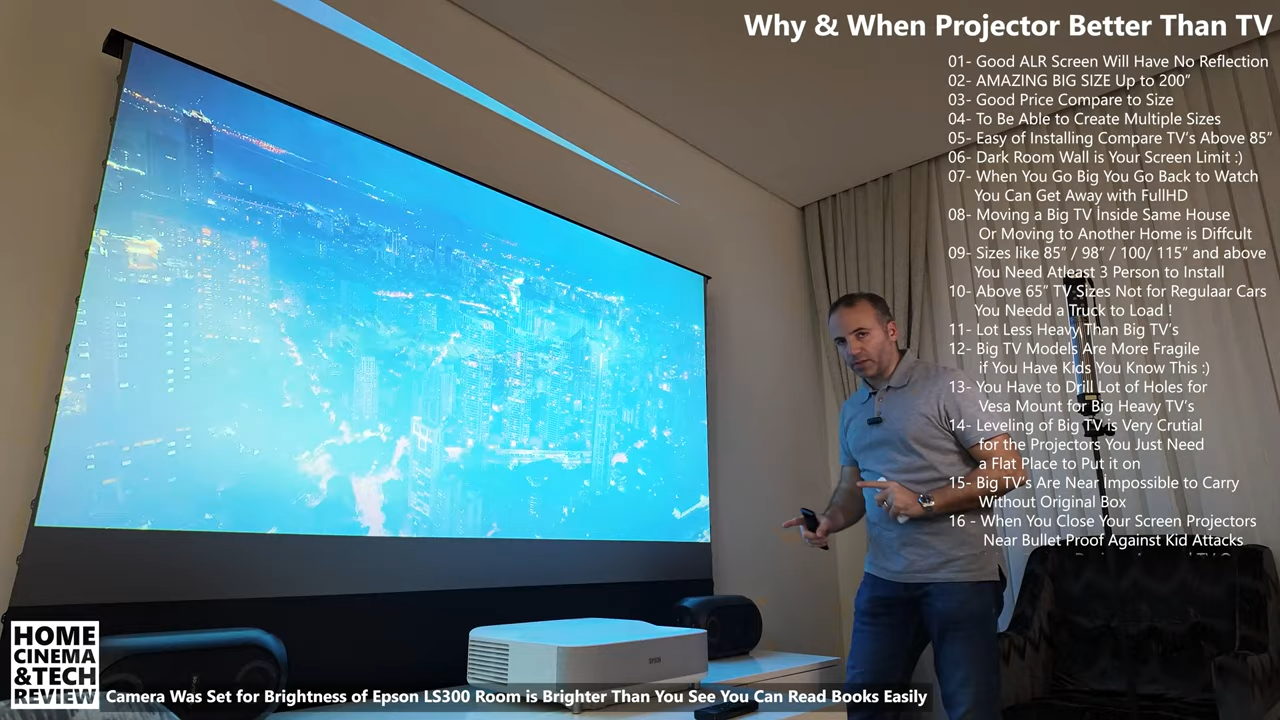 Why & When Projector Better Than TV
01- Good ALR Screen Will Have No Reflection
02- AMAZING BIG SIZE Up to 200”
03- Good Price Compare to Size
04- To Be Able to Create Multiple Sizes
05- Easy of Installing Compare TV’s Above 85”
06- Dark Room Wall is Your Screen Limit :)
07- When You Go Big You Go Back to Watch
You Can Get Away with FullHD
08- Moving a Big TV İnside Same House
Or Moving to Another Home is Diffcult
09- Sizes like 85” / 98” / 100/ 115” and above
You Need Atleast 3 Person to Install
10- Above 65” TV Sizes Not for Regulaar Cars
You Needd a Truck to Load !
11- Lot Less Heavy Than Big TV’s
12- Big TV Models Are More Fragile
if You Have Kids You Know This :)
13- You Have to Drill Lot of Holes for
Vesa Mount for Big Heavy TV’s
14- Leveling of Big TV is Very Crutial
for the Projectors You Just Need
a Flat Place to Put it on
15- Big TV’s Are Near Impossible to Carry
Without Original Box
16 - When You Close Your Screen Projectors
Near Bullet Proof Against Kid Attacks
EPSON
HOME
CINEMA
&TECH
REVIEW
Camera Was Set for Brightness of Epson LS300 Room is Brighter Than You See You Can Read Books Easily